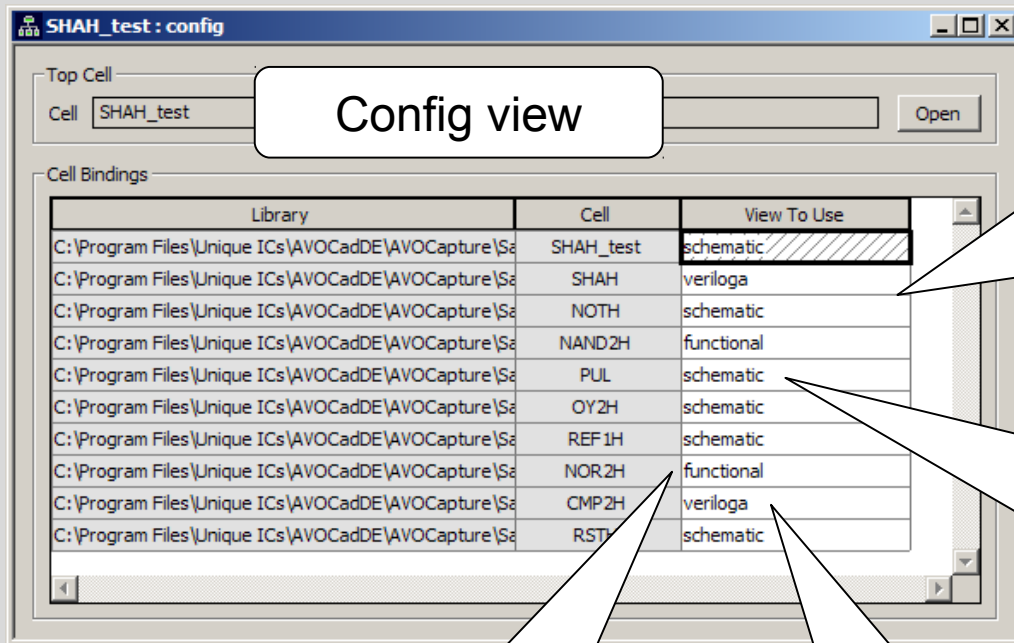 SHAH_test : config
Top Cell
Cell SHAH_test
Config view
Open
Cell Bindings
Library Cell View To Use
C:\Program Files\Unique ICs\AVOCadDE\AVOCapture\Sa SHAH_test schematic
C:\Program Files\Unique ICs\AVOCadDE\AVOCapture\Sa SHAH veriloga
C:\Program Files\Unique ICs\AVOCadDE\AVOCapture\Sa NOTH schematic
C:\Program Files\Unique ICs\AVOCadDE\AVOCapture\Sa NAND2H functional
C:\Program Files\Unique ICs\AVOCadDE\AVOCapture\Sa PUL schematic
C:\Program Files\Unique ICs\AVOCadDE\AVOCapture\Sa OY2H schematic
C:\Program Files\Unique ICs\AVOCadDE\AVOCapture\Sa REF1H schematic
C:\Program Files\Unique ICs\AVOCadDE\AVOCapture\Sa NOR2H functional
C:\Program Files\Unique ICs\AVOCadDE\AVOCapture\Sa CMP2H veriloga
C:\Program Files\Unique ICs\AVOCadDE\AVOCapture\Sa schematic